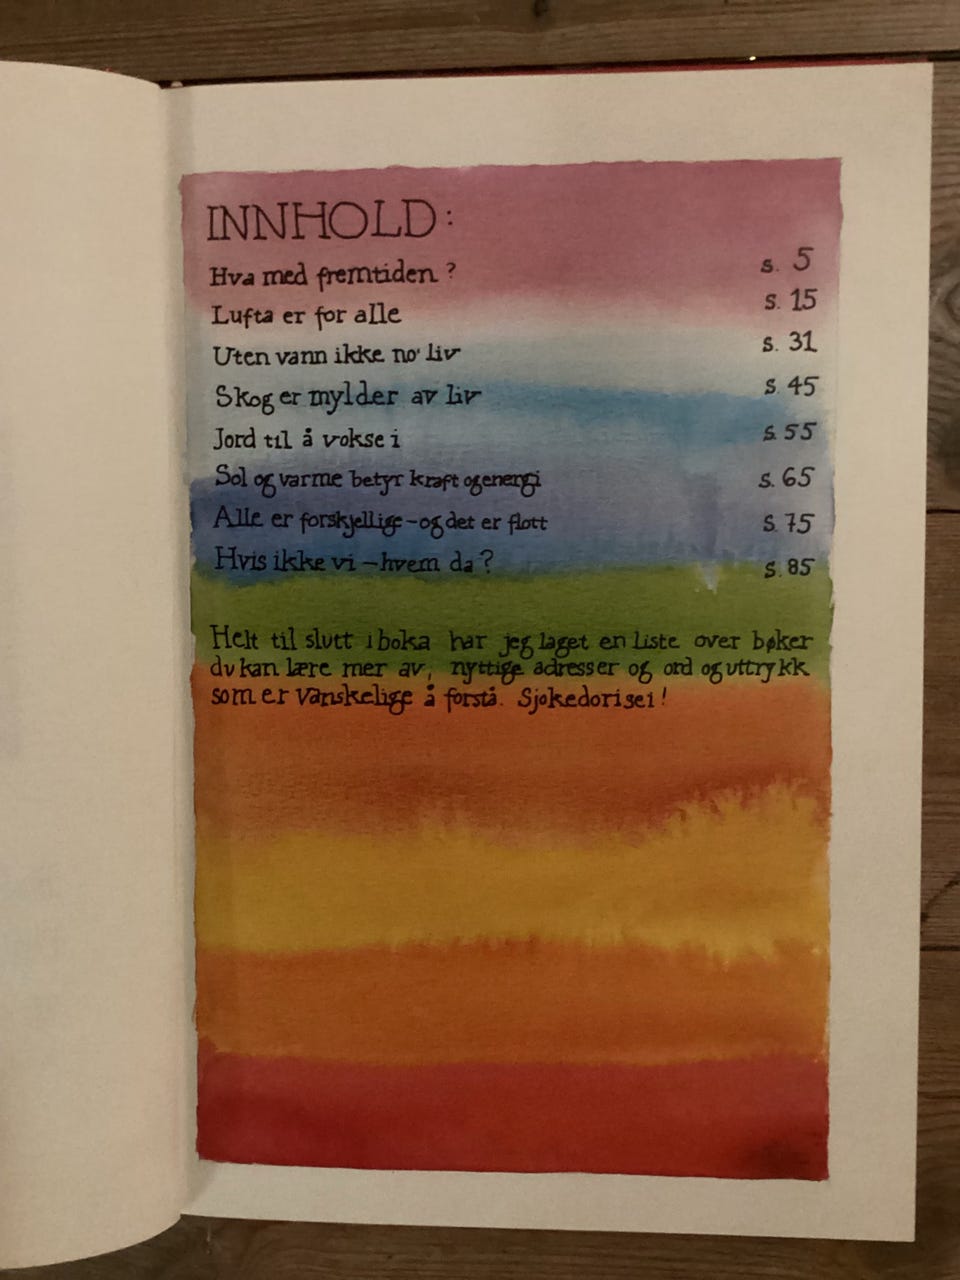 INNHOLD:
Hva med fremtiden? s. 5
Lufta er for alle s. 15
Uten vann ikke no' liv s. 31
Skog er mylder av liv s. 45
Jord til å vokse i s. 55
Sol og varme betyr kraft og energi s. 65
Alle er forskjellige - og det er flott s. 75
Hvis ikke vi - hvem da? s. 85
Helt til slutt i boka har jeg laget en liste over bøker
du kan lære mer av, nyttige adresser og ord og uttrykk
som er vanskelige å forstå. Sjokedorisei!